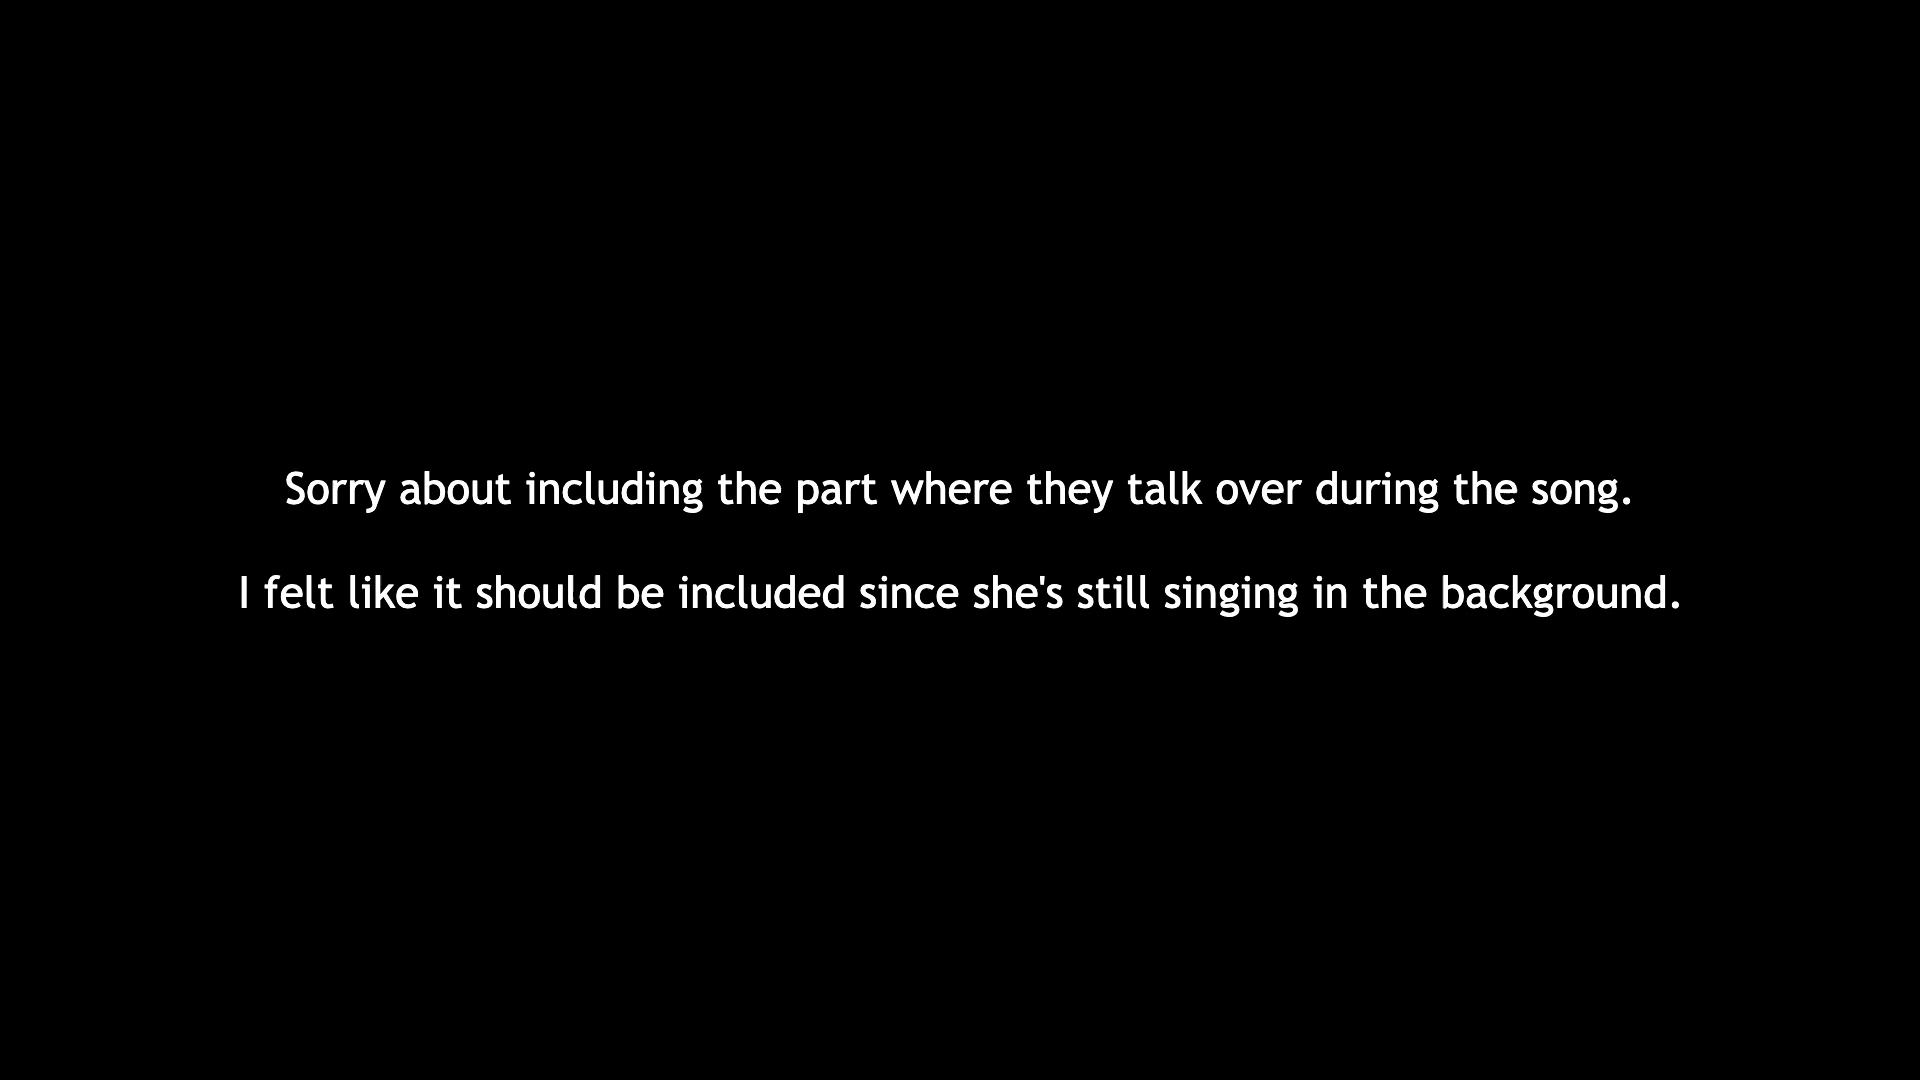 Sorry about including the part where they talk over during the song.
I felt like it should be included since she's still singing in the background.